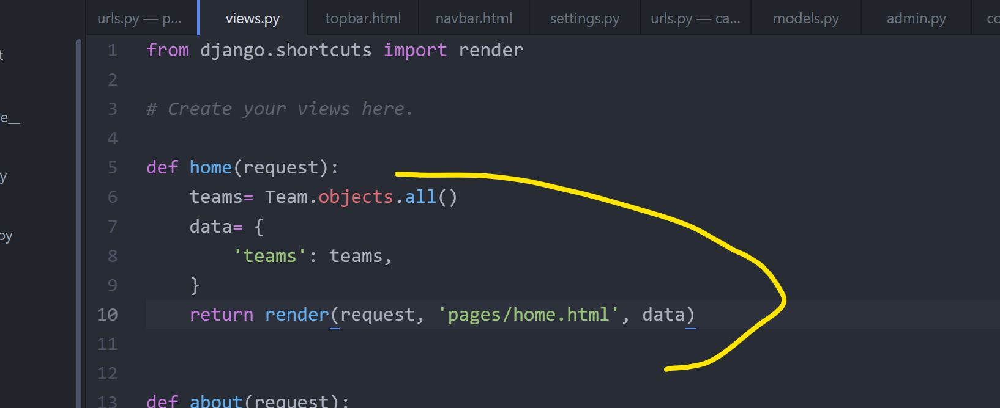 urls.py — p...
views.py
topbar.html
navbar.html
settings.py
urls.py — ca...
models.py
admin.py
co
t
e__
y
py
1 from django.shortcuts import render
2
3 # Create your views here.
4
5 def home(request):
6     teams= Team.objects.all()
7     data= {
8         'teams': teams,
9     }
10     return render(request, 'pages/home.html', data)
11
12
13 def about(request):